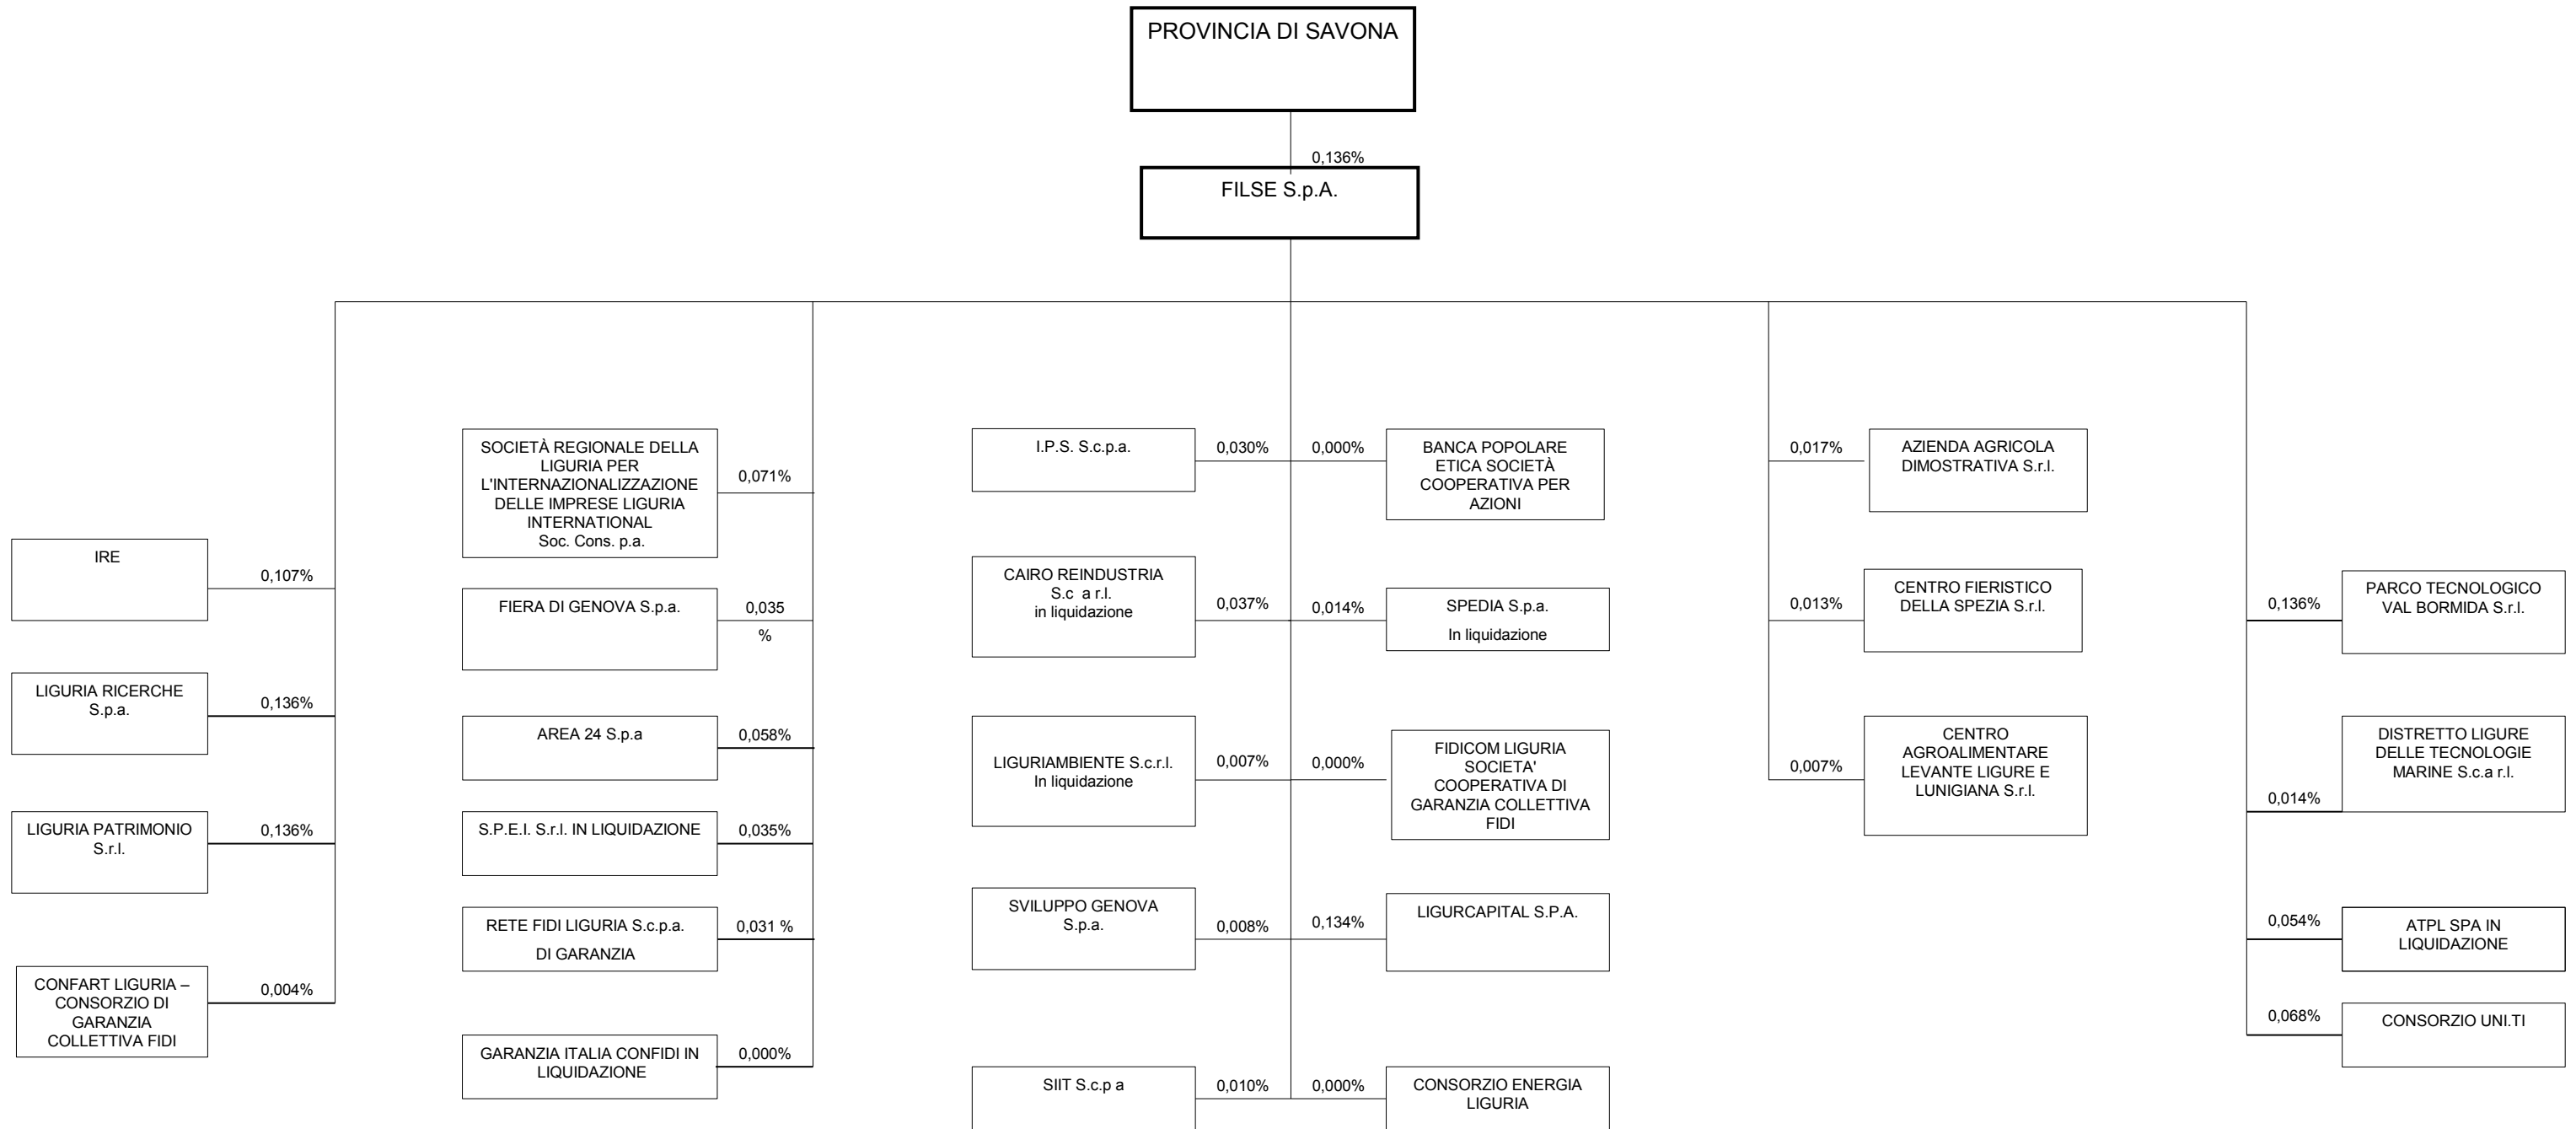 PROVINCIA DI SAVONA
0,136%
FILSE S.p.A.
IRE
0,107%
LIGURIA RICERCHE
S.p.a.
0,136%
LIGURIA PATRIMONIO
S.r.l.
0,136%
CONFART LIGURIA –
CONSORZIO DI
GARANZIA
COLLETTIVA FIDI
0,004%
SOCIETÀ REGIONALE DELLA
LIGURIA PER
L'INTERNAZIONALIZZAZIONE
DELLE IMPRESE LIGURIA
INTERNATIONAL
Soc. Cons. p.a.
0,071%
FIERA DI GENOVA S.p.a.
0,035
%
AREA 24 S.p.a
0,058%
S.P.E.I. S.r.l. IN LIQUIDAZIONE
0,035%
RETE FIDI LIGURIA S.c.p.a.
DI GARANZIA
0,031 %
GARANZIA ITALIA CONFIDI IN
LIQUIDAZIONE
0,000%
I.P.S. S.c.p.a.
0,030%
CAIRO REINDUSTRIA
S.c a r.l.
in liquidazione
0,037%
LIGURIAMBIENTE S.c.r.l.
In liquidazione
0,007%
SVILUPPO GENOVA
S.p.a.
0,008%
SIIT S.c.p a
0,010%
0,000%
BANCA POPOLARE
ETICA SOCIETÀ
COOPERATIVA PER
AZIONI
0,014%
SPEDIA S.p.a.
In liquidazione
0,000%
FIDICOM LIGURIA
SOCIETA'
COOPERATIVA DI
GARANZIA COLLETTIVA
FIDI
0,134%
LIGURCAPITAL S.P.A.
0,000%
CONSORZIO ENERGIA
LIGURIA
0,017%
AZIENDA AGRICOLA
DIMOSTRATIVA S.r.l.
0,013%
CENTRO FIERISTICO
DELLA SPEZIA S.r.l.
0,007%
CENTRO
AGROALIMENTARE
LEVANTE LIGURE E
LUNIGIANA S.r.l.
0,136%
PARCO TECNOLOGICO
VAL BORMIDA S.r.l.
0,014%
DISTRETTO LIGURE
DELLE TECNOLOGIE
MARINE S.c.a r.l.
0,054%
ATPL SPA IN
LIQUIDAZIONE
0,068%
CONSORZIO UNI.TI